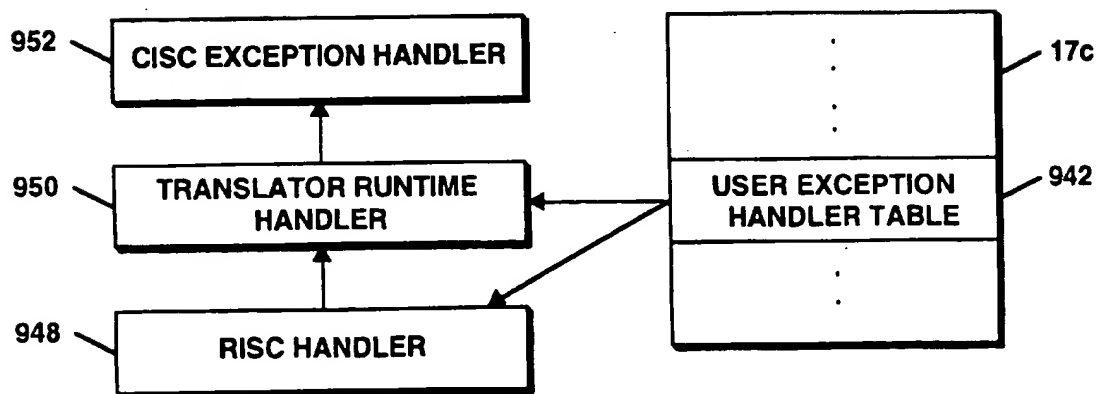 952
CISC EXCEPTION HANDLER
17c
950
TRANSLATOR RUNTIME
HANDLER
USER EXCEPTION
HANDLER TABLE
942
948
RISC HANDLER